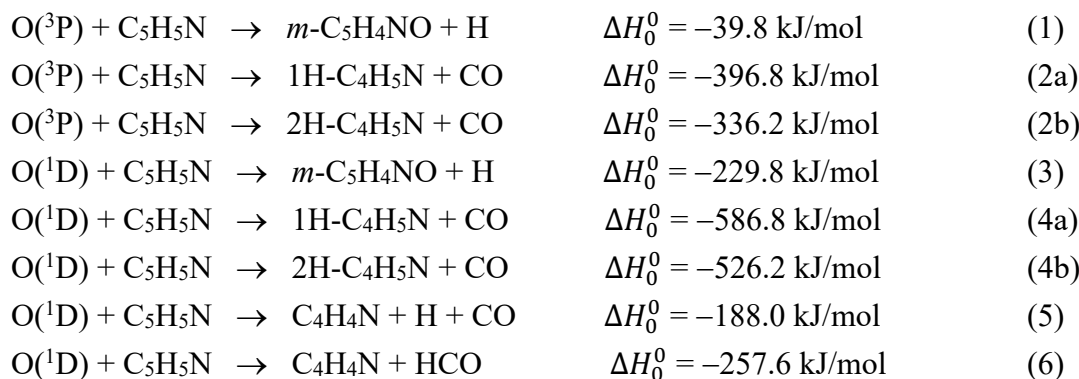 O(³P) + C₅H₅N → m-C₅H₄NO + H ΔH₀⁰ = –39.8 kJ/mol (1)
O(³P) + C₅H₅N → 1H-C₄H₅N + CO ΔH₀⁰ = –396.8 kJ/mol (2a)
O(³P) + C₅H₅N → 2H-C₄H₅N + CO ΔH₀⁰ = –336.2 kJ/mol (2b)
O(¹D) + C₅H₅N → m-C₅H₄NO + H ΔH₀⁰ = –229.8 kJ/mol (3)
O(¹D) + C₅H₅N → 1H-C₄H₅N + CO ΔH₀⁰ = –586.8 kJ/mol (4a)
O(¹D) + C₅H₅N → 2H-C₄H₅N + CO ΔH₀⁰ = –526.2 kJ/mol (4b)
O(¹D) + C₅H₅N → C₄H₄N + H + CO ΔH₀⁰ = –188.0 kJ/mol (5)
O(¹D) + C₅H₅N → C₄H₄N + HCO ΔH₀⁰ = –257.6 kJ/mol (6)